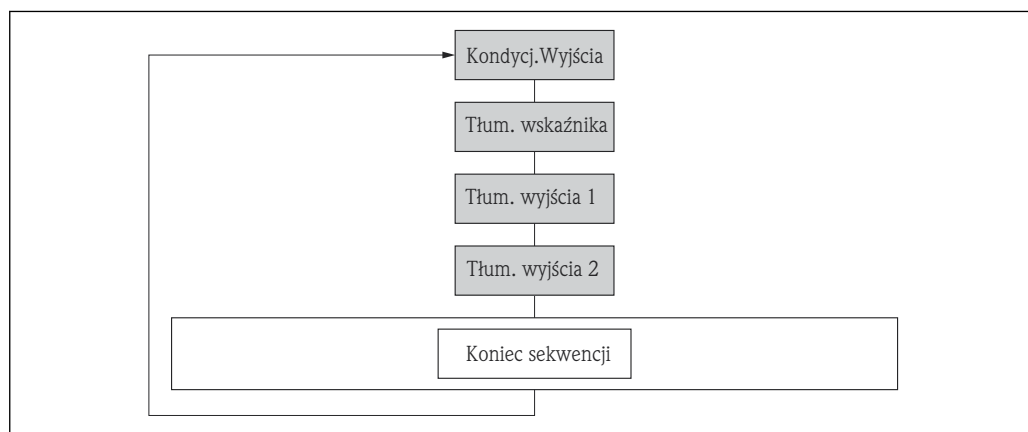 Kondycj.Wyjścia
Tłum. wskaźnika
Tłum. wyjścia 1
Tłum. wyjścia 2
Koniec sekwencji